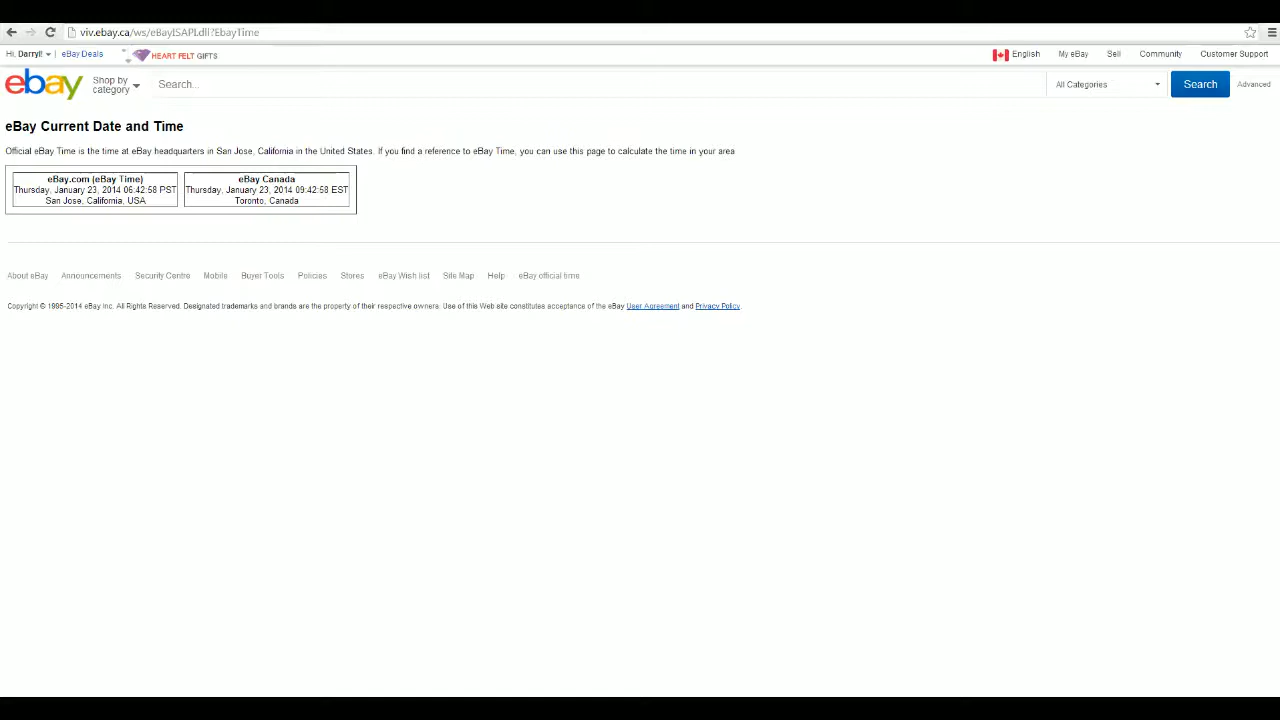 viv.ebay.ca/ws/eBayISAPI.dll?EbayTime
Hi, Darryl! eBay Deals HEART FELT GIFTS English My eBay Sell Community Customer Support
ebay Shop by category Search... All Categories Search Advanced
eBay Current Date and Time
Official eBay Time is the time at eBay headquarters in San Jose, California in the United States. If you find a reference to eBay Time, you can use this page to calculate the time in your area
eBay.com (eBay Time)
Thursday, January 23, 2014 06:42:58 PST
San Jose, California, USA
eBay Canada
Thursday, January 23, 2014 09:42:58 EST
Toronto, Canada
About eBay Announcements Security Centre Mobile Buyer Tools Policies Stores eBay Wish list Site Map Help eBay official time
Copyright © 1995-2014 eBay Inc. All Rights Reserved. Designated trademarks and brands are the property of their respective owners. Use of this Web site constitutes acceptance of the eBay User Agreement and Privacy Policy.